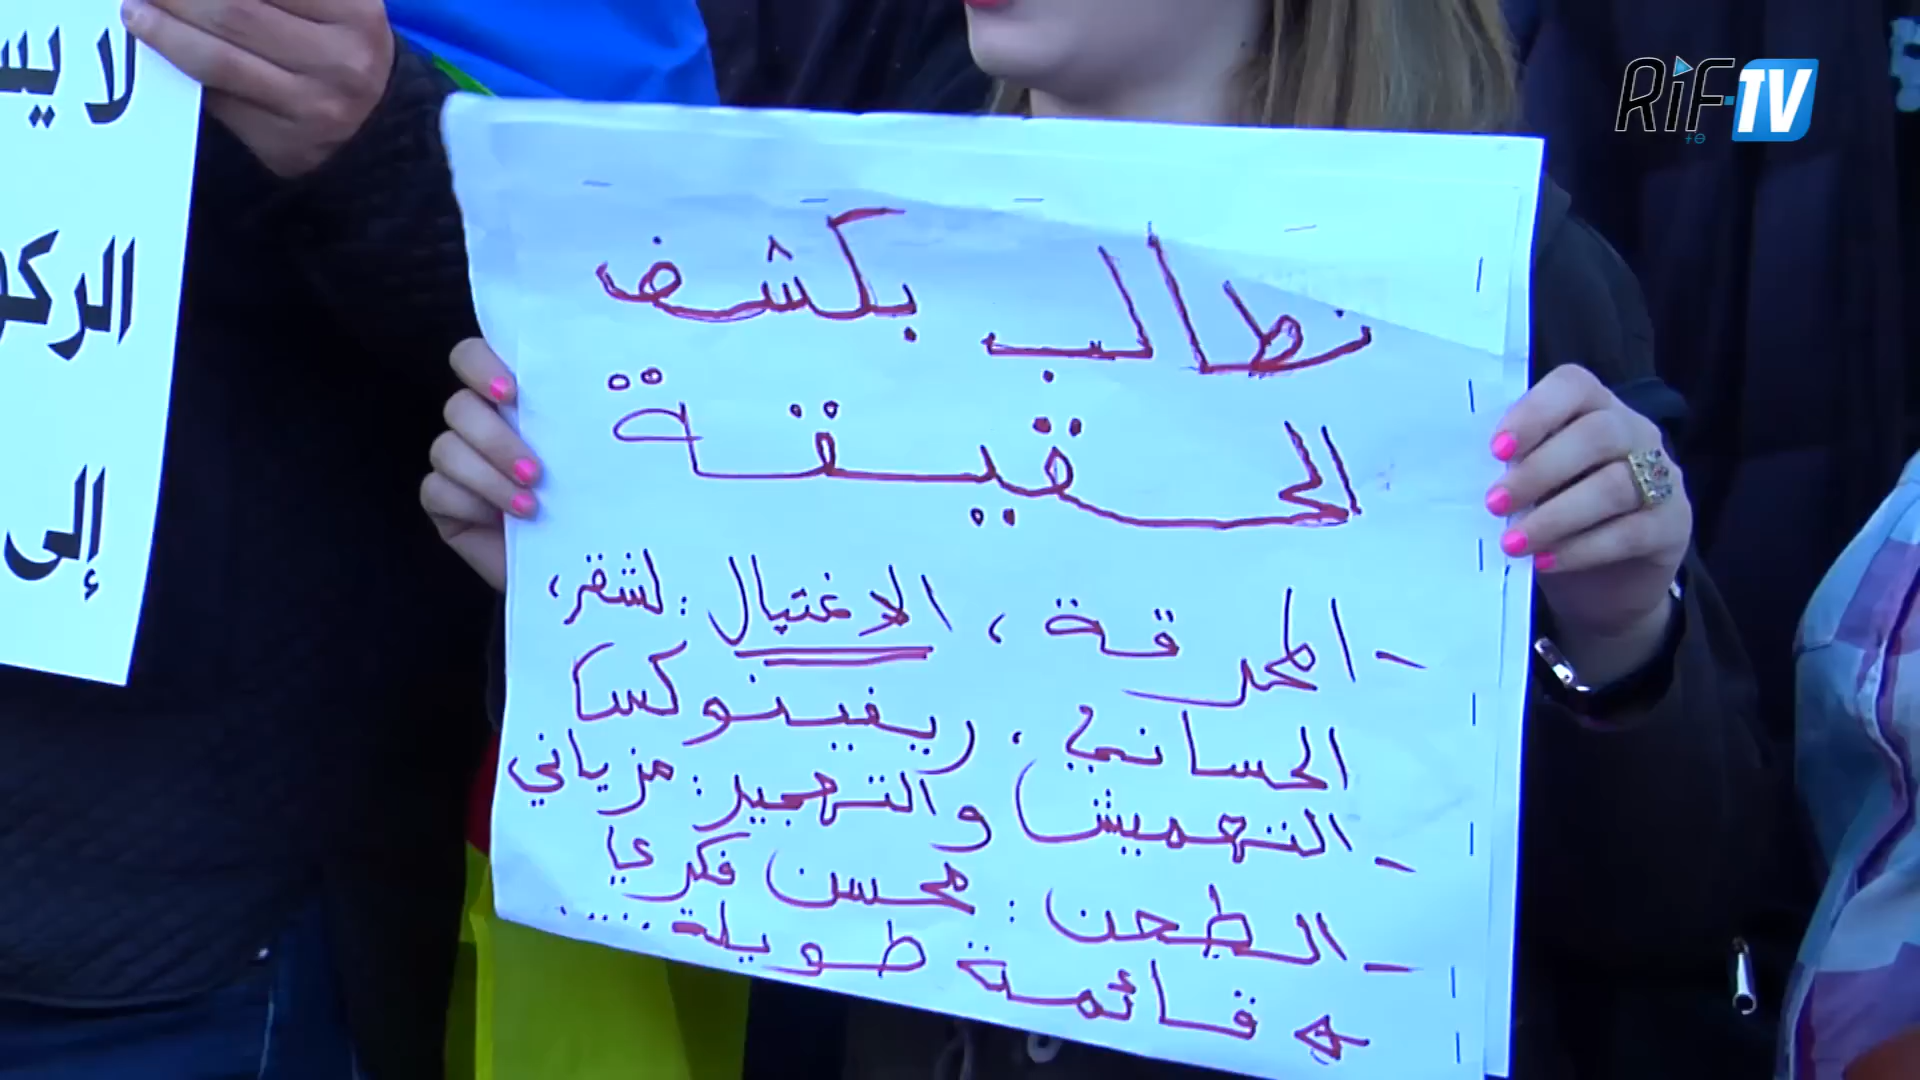 RiF-TV
ⵜⴱ
لا يس
الركو
إلى
نطالب بكشف
الحقيقة
- المحرقة ، الاغتيال : لشقر،
الحساني ، ريفينوكس
- التهميش والتهجير : مزياني
- الطحن : محسن فكري
قائمة طويلة.....